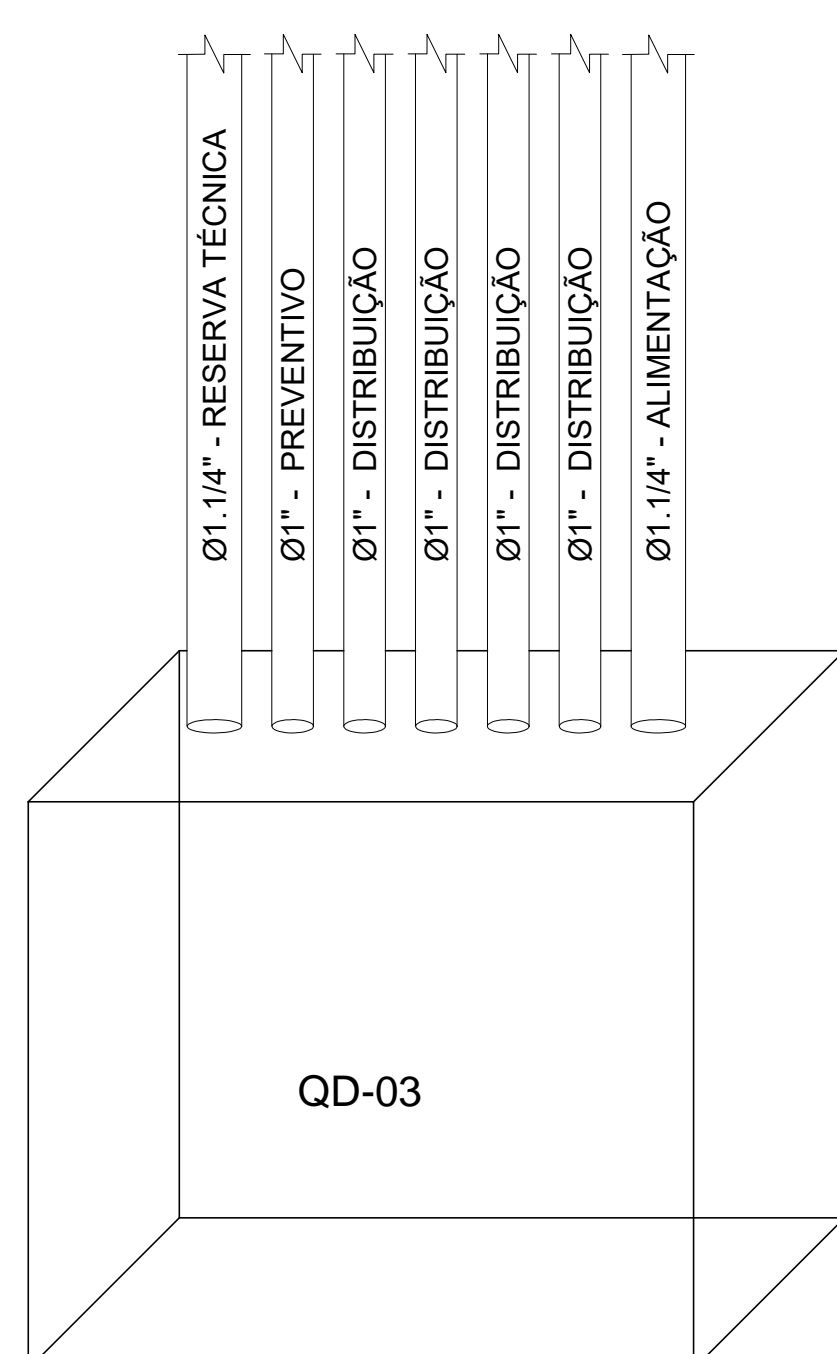 Ø1.1/4" - RESERVA TÉCNICA
Ø1" - PREVENTIVO
Ø1" - DISTRIBUIÇÃO
Ø1" - DISTRIBUIÇÃO
Ø1" - DISTRIBUIÇÃO
Ø1" - DISTRIBUIÇÃO
Ø1.1/4" - ALIMENTAÇÃO
QD-03